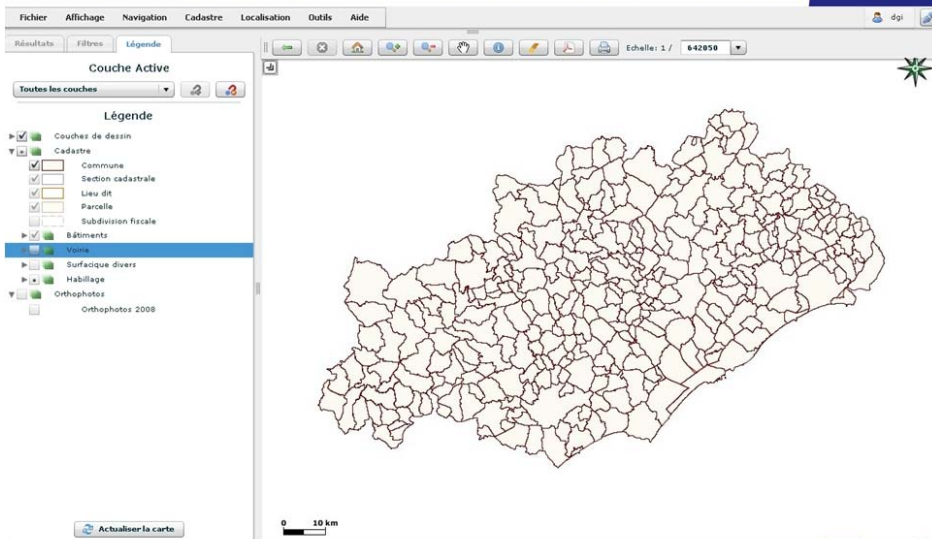 Fichier Affichage Navigation Cadastre Localisation Outils Aide
dgi
Résultats Filtres Légende
Echelle: 1 / 642050
Couche Active
Toutes les couches
Légende
Couches de dessin
Cadastre
Commune
Section cadastrale
Lieu dit
Parcelle
Subdivision fiscale
Bâtiments
Voirie
Surfacique divers
Habillage
Orthophotos
Orthophotos 2008
Actualiser la carte
0 10 km